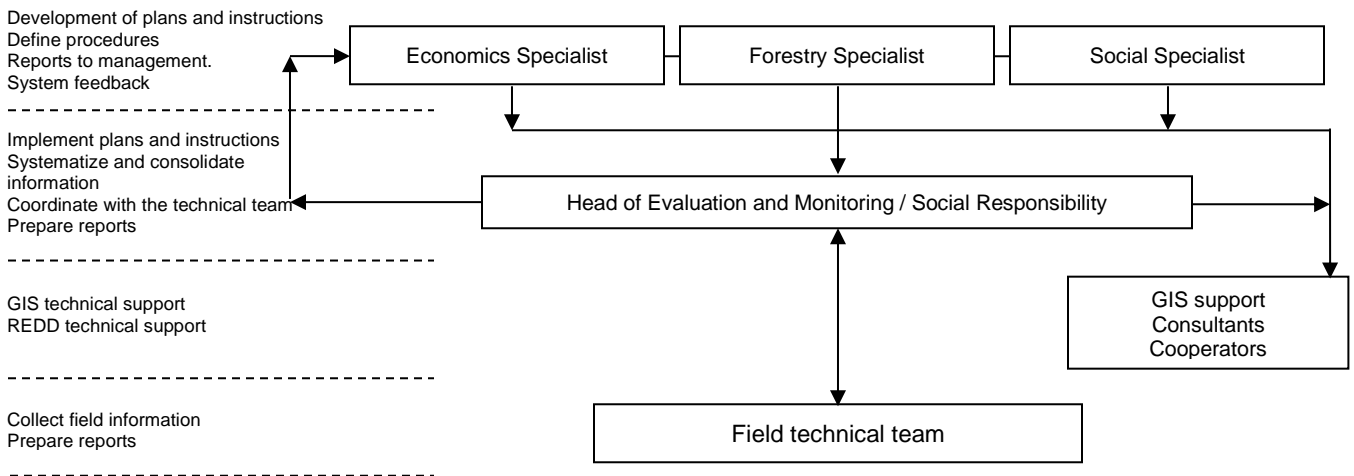 Development of plans and instructions
Define procedures
Reports to management.
System feedback
Economics Specialist
Forestry Specialist
Social Specialist
Implement plans and instructions
Systematize and consolidate
information
Coordinate with the technical team
Prepare reports
Head of Evaluation and Monitoring / Social Responsibility
GIS technical support
REDD technical support
GIS support
Consultants
Cooperators
Collect field information
Prepare reports
Field technical team